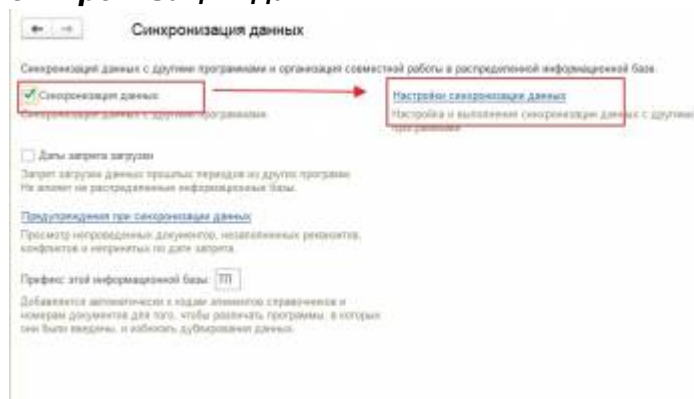 Синхронизация данных
Синхронизация данных с другими программами и организация совместной работы в распределенной информационной базе.
Синхронизация данных
Настройки синхронизации данных
Синхронизация данных с другими программами.
Настройка и выполнение синхронизации данных с другими
программами
Даты запрета загрузки
Запрет загрузки данных прошлых периодов из других программ.
Не влияет на распределенные информационные базы.
Предупреждения при синхронизации данных
Просмотр непроведенных документов, незаполненных реквизитов,
конфликтов и непринятых по дате запрета.
Префикс этой информационной базы: ТП
Добавляется автоматически к кодам элементов справочников и
номерам документов для того, чтобы различать программы, в которых
они были введены, и избежать дублирования данных.